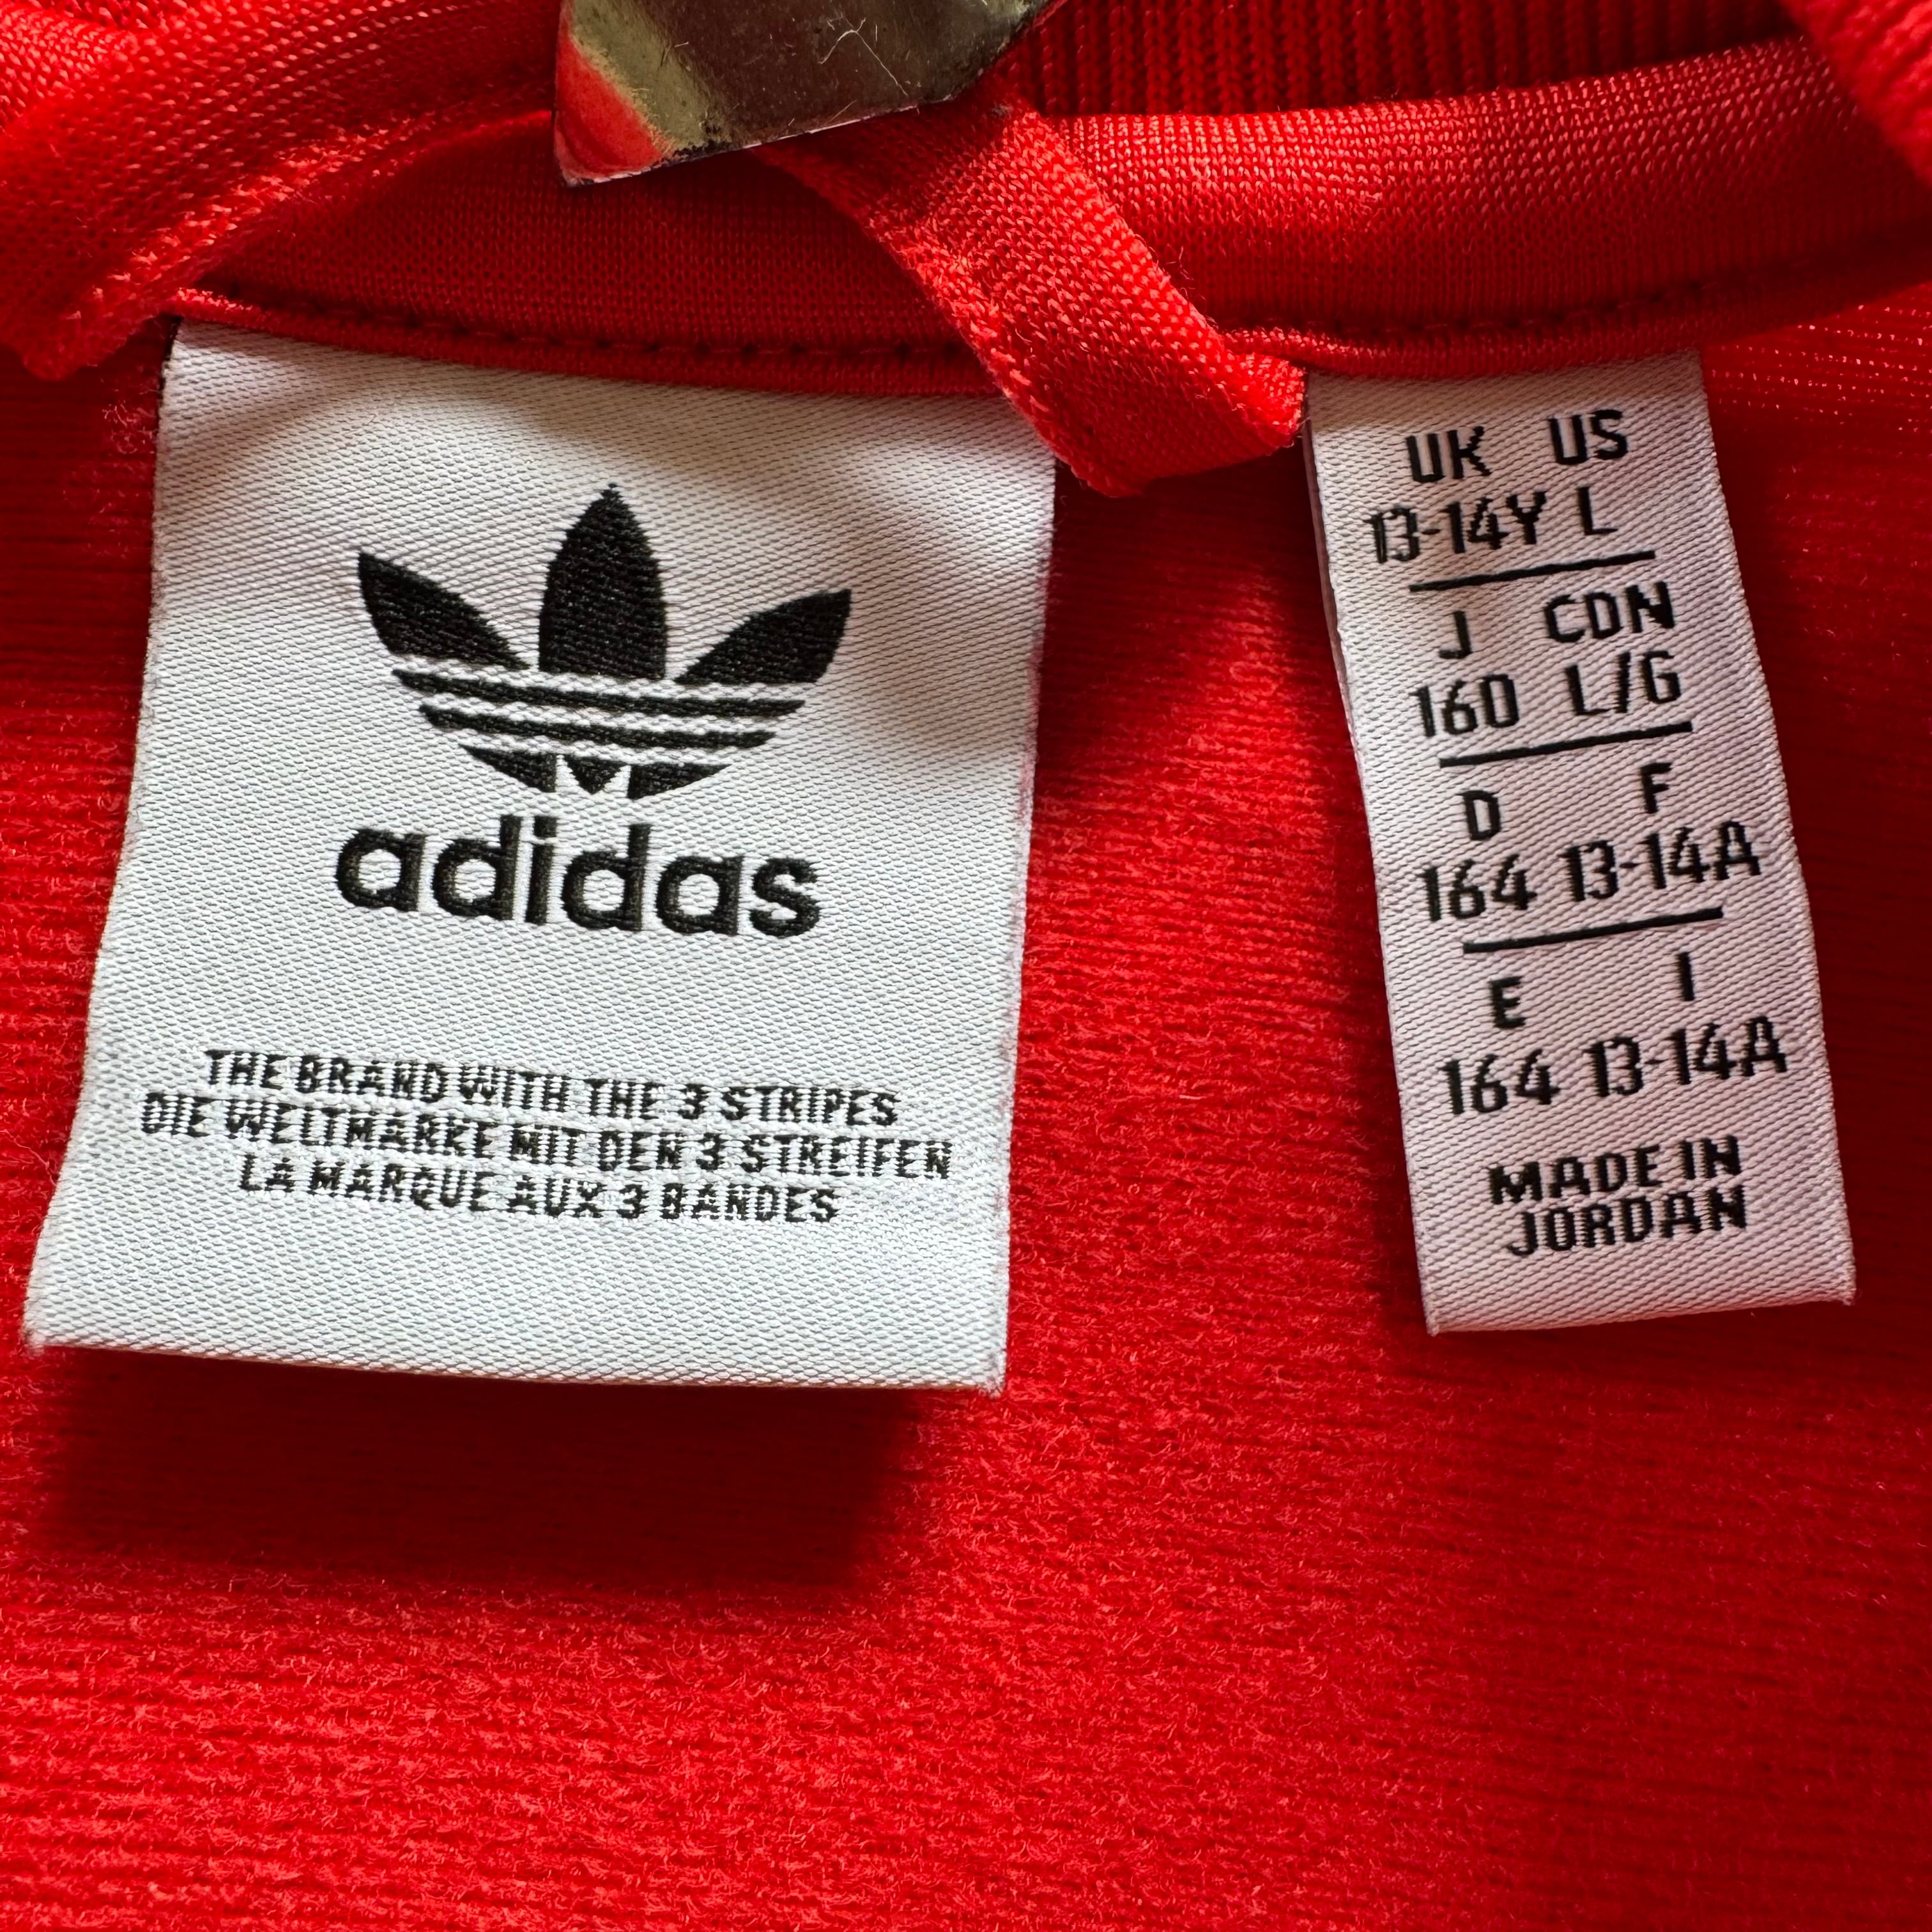 adidas
THE BRAND WITH THE 3 STRIPES
DIE WELTMARKE MIT DEN 3 STREIFEN
LA MARQUE AUX 3 BANDES
UK US
13-14Y L
J CDN
160 L/G
D F
164 13-14A
E I
164 13-14A
MADE IN
JORDAN